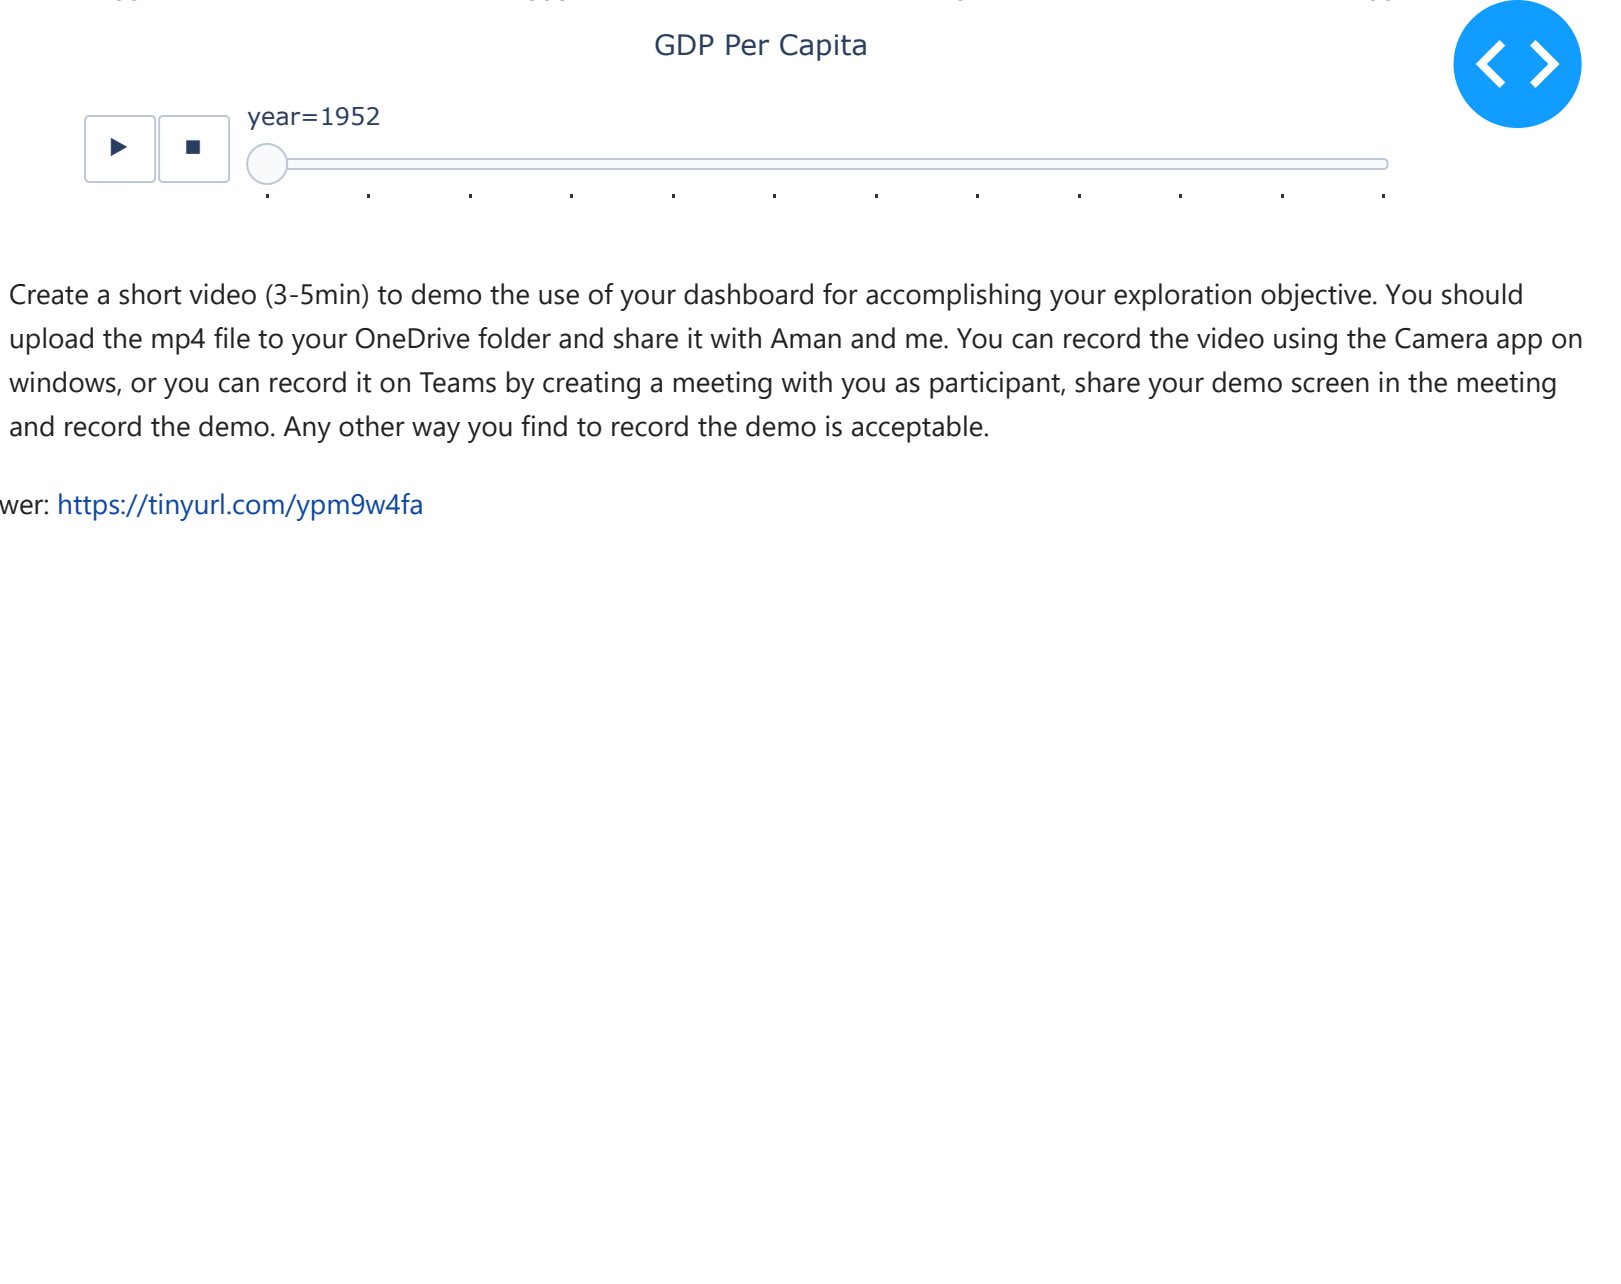 GDP Per Capita
year=1952
Create a short video (3-5min) to demo the use of your dashboard for accomplishing your exploration objective. You should
upload the mp4 file to your OneDrive folder and share it with Aman and me. You can record the video using the Camera app on
windows, or you can record it on Teams by creating a meeting with you as participant, share your demo screen in the meeting
and record the demo. Any other way you find to record the demo is acceptable.
wer: https://tinyurl.com/ypm9w4fa